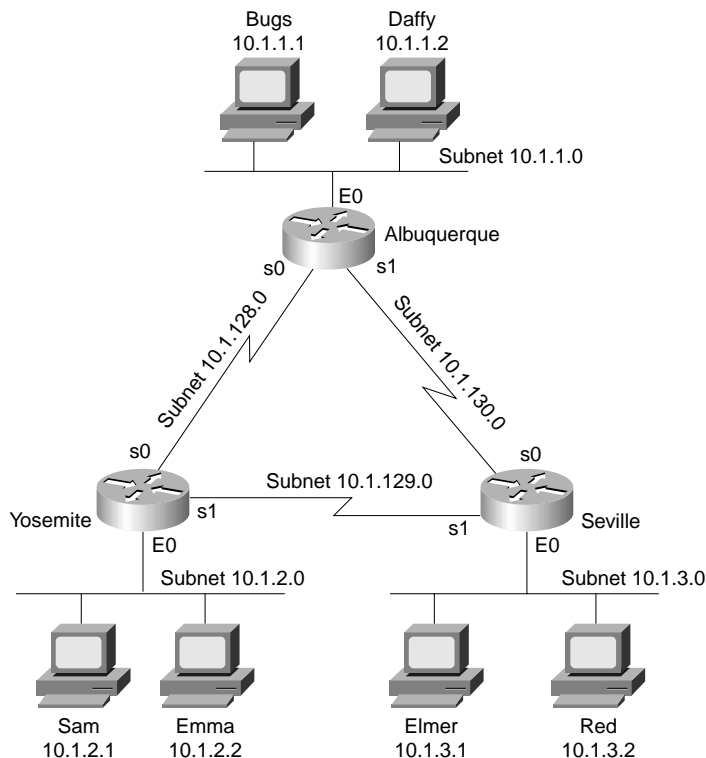 Bugs
10.1.1.1
Daffy
10.1.1.2
Subnet 10.1.1.0
E0
Albuquerque
s0
s1
Subnet 10.1.128.0
Subnet 10.1.130.0
s0
s0
Subnet 10.1.129.0
Yosemite
s1
s1
Seville
E0
E0
Subnet 10.1.2.0
Subnet 10.1.3.0
Sam
10.1.2.1
Emma
10.1.2.2
Elmer
10.1.3.1
Red
10.1.3.2